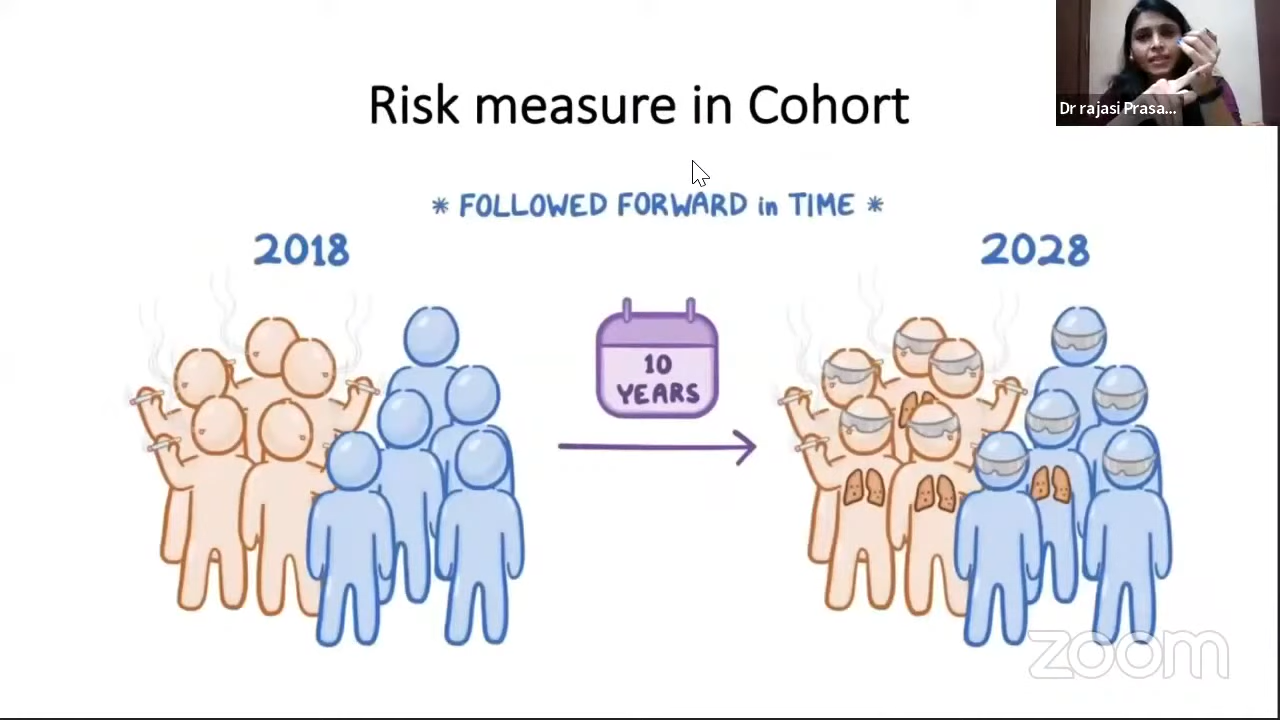 Dr rajasi Prasa...
Risk measure in Cohort
* FOLLOWED FORWARD in TIME *
2018
2028
10
YEARS
zoom